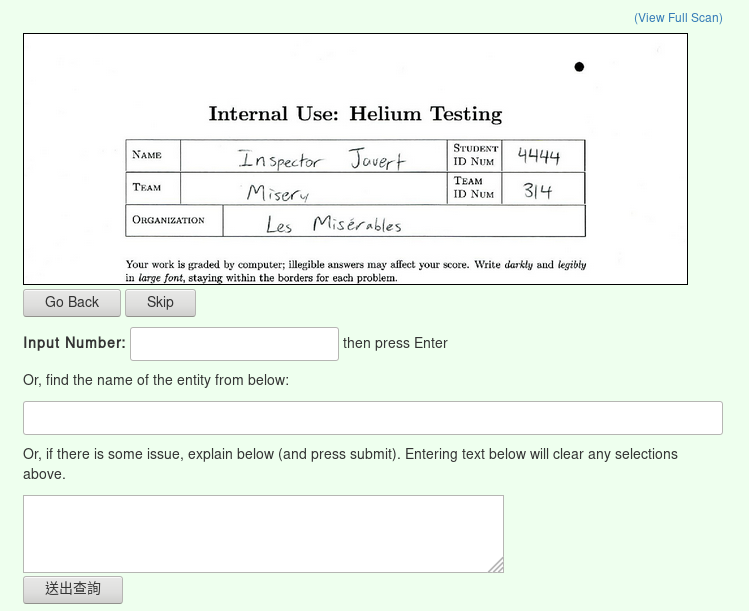 (View Full Scan)
Internal Use: Helium Testing
NAME Inspector Javert STUDENT ID NUM 4444
TEAM Misery TEAM ID NUM 314
ORGANIZATION Les Misérables
Your work is graded by computer; illegible answers may affect your score. Write darkly and legibly
in large font, staying within the borders for each problem.
Go Back Skip
Input Number: then press Enter
Or, find the name of the entity from below:
Or, if there is some issue, explain below (and press submit). Entering text below will clear any selections
above.
送出查詢